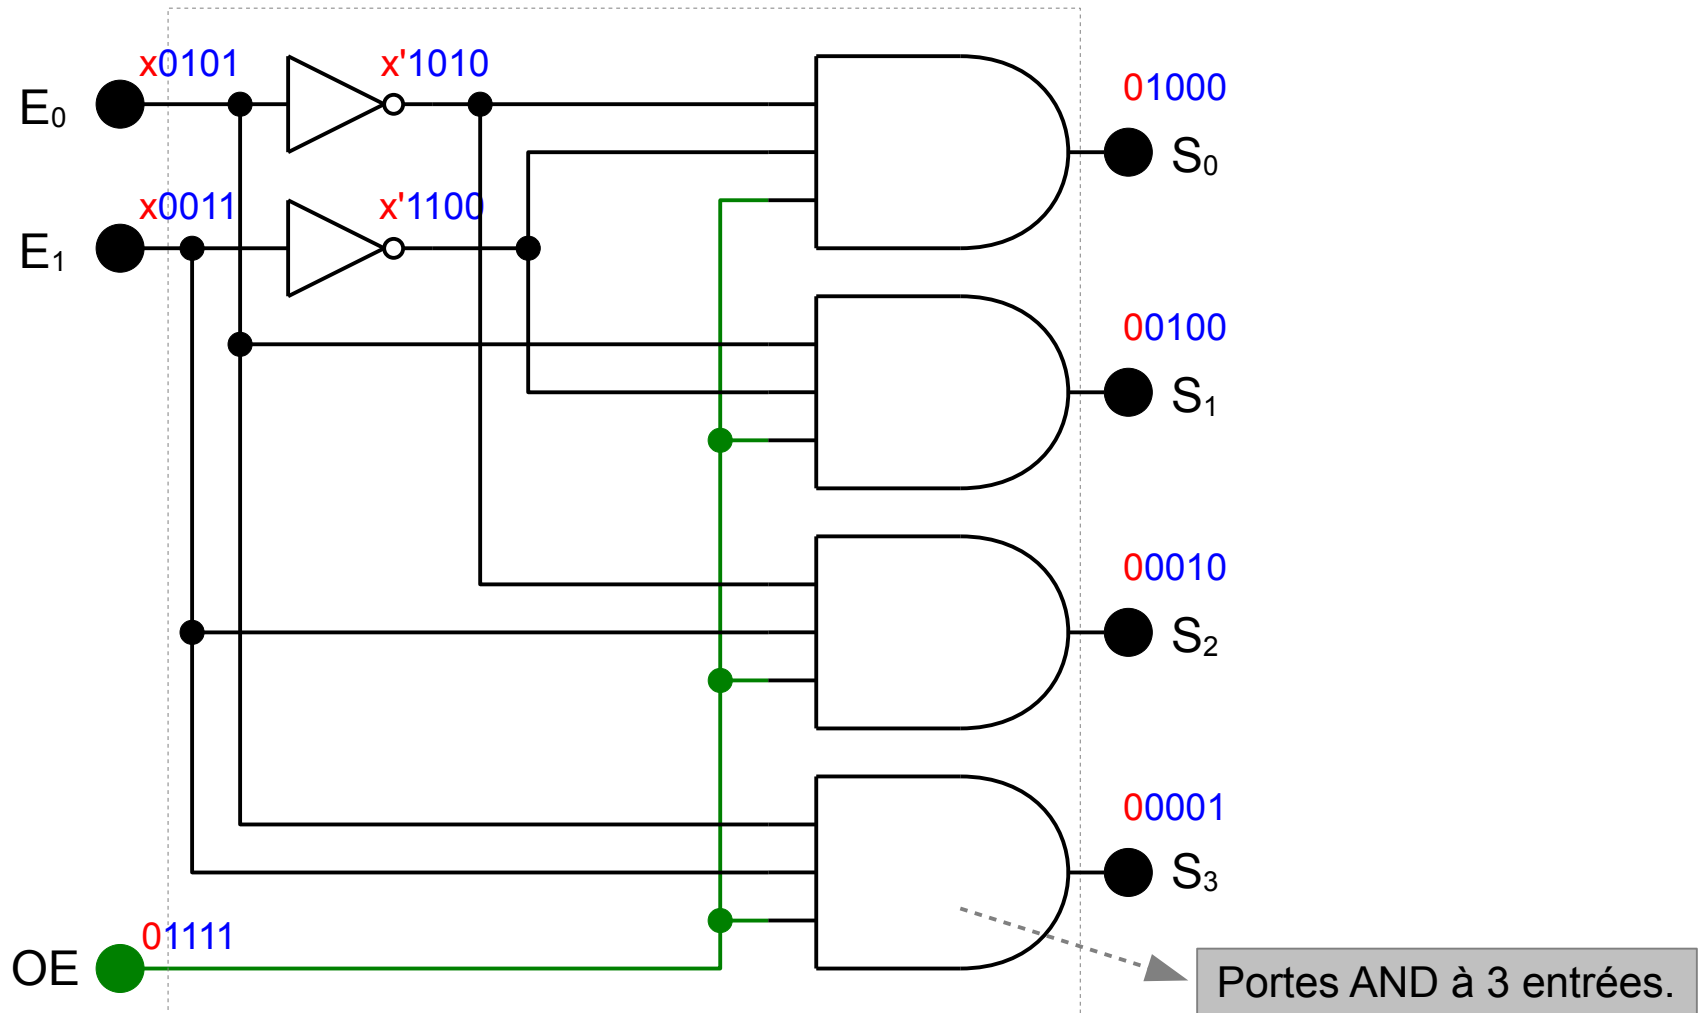 x0101 x'1010
01000
E₀
S₀
x0011 x'1100
E₁
00100
S₁
00010
S₂
00001
S₃
01111
OE
Portes AND à 3 entrées.